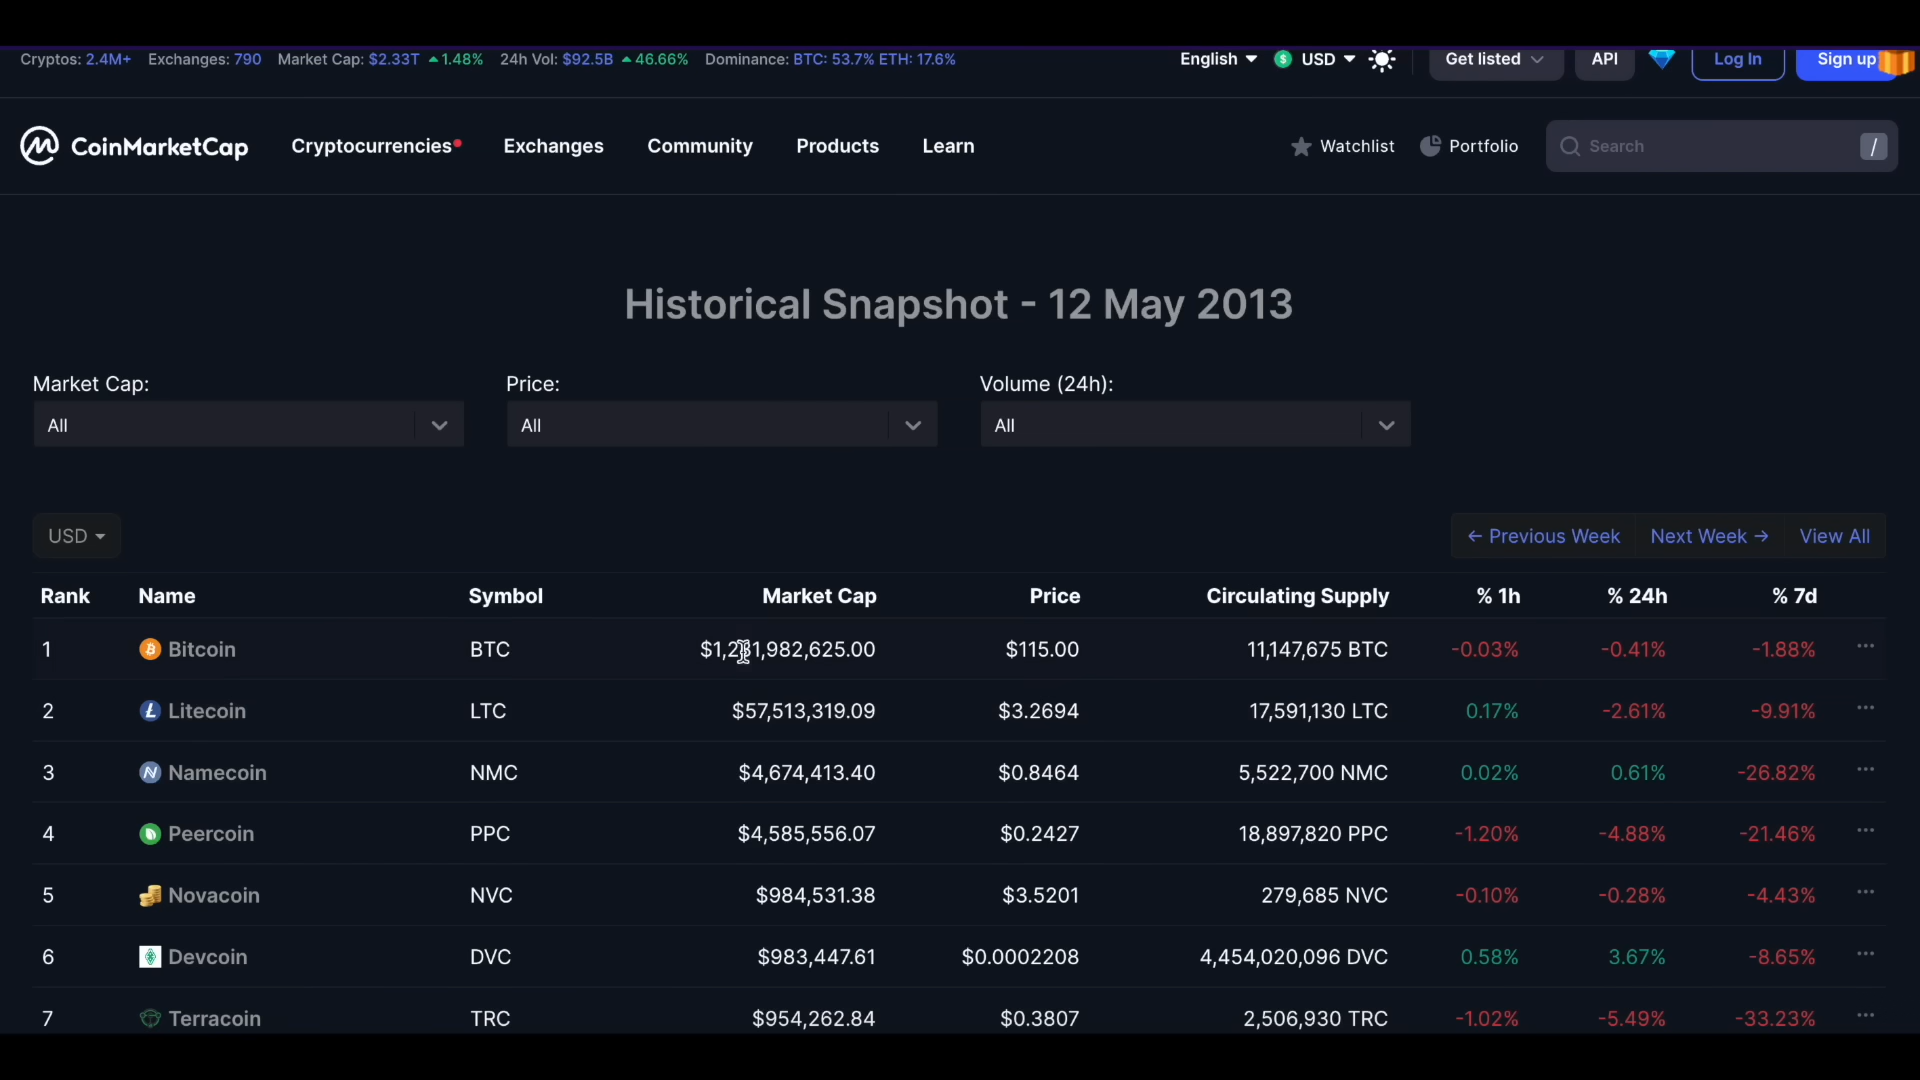 Cryptos: 2.4M+ Exchanges: 790 Market Cap: $2.33T 1.48% 24h Vol: $92.5B 46.66% Dominance: BTC: 53.7% ETH: 17.6% English USD Get listed API Log In Sign up
CoinMarketCap Cryptocurrencies Exchanges Community Products Learn Watchlist Portfolio Search /
Historical Snapshot - 12 May 2013
Market Cap: Price: Volume (24h):
All All All
USD ← Previous Week Next Week → View All
Rank Name Symbol Market Cap Price Circulating Supply % 1h % 24h % 7d
1 Bitcoin BTC $1,281,982,625.00 $115.00 11,147,675 BTC -0.03% -0.41% -1.88% ...
2 Litecoin LTC $57,513,319.09 $3.2694 17,591,130 LTC 0.17% -2.61% -9.91% ...
3 Namecoin NMC $4,674,413.40 $0.8464 5,522,700 NMC 0.02% 0.61% -26.82% ...
4 Peercoin PPC $4,585,556.07 $0.2427 18,897,820 PPC -1.20% -4.88% -21.46% ...
5 Novacoin NVC $984,531.38 $3.5201 279,685 NVC -0.10% -0.28% -4.43% ...
6 Devcoin DVC $983,447.61 $0.0002208 4,454,020,096 DVC 0.58% 3.67% -8.65% ...
7 Terracoin TRC $954,262.84 $0.3807 2,506,930 TRC -1.02% -5.49% -33.23% ...